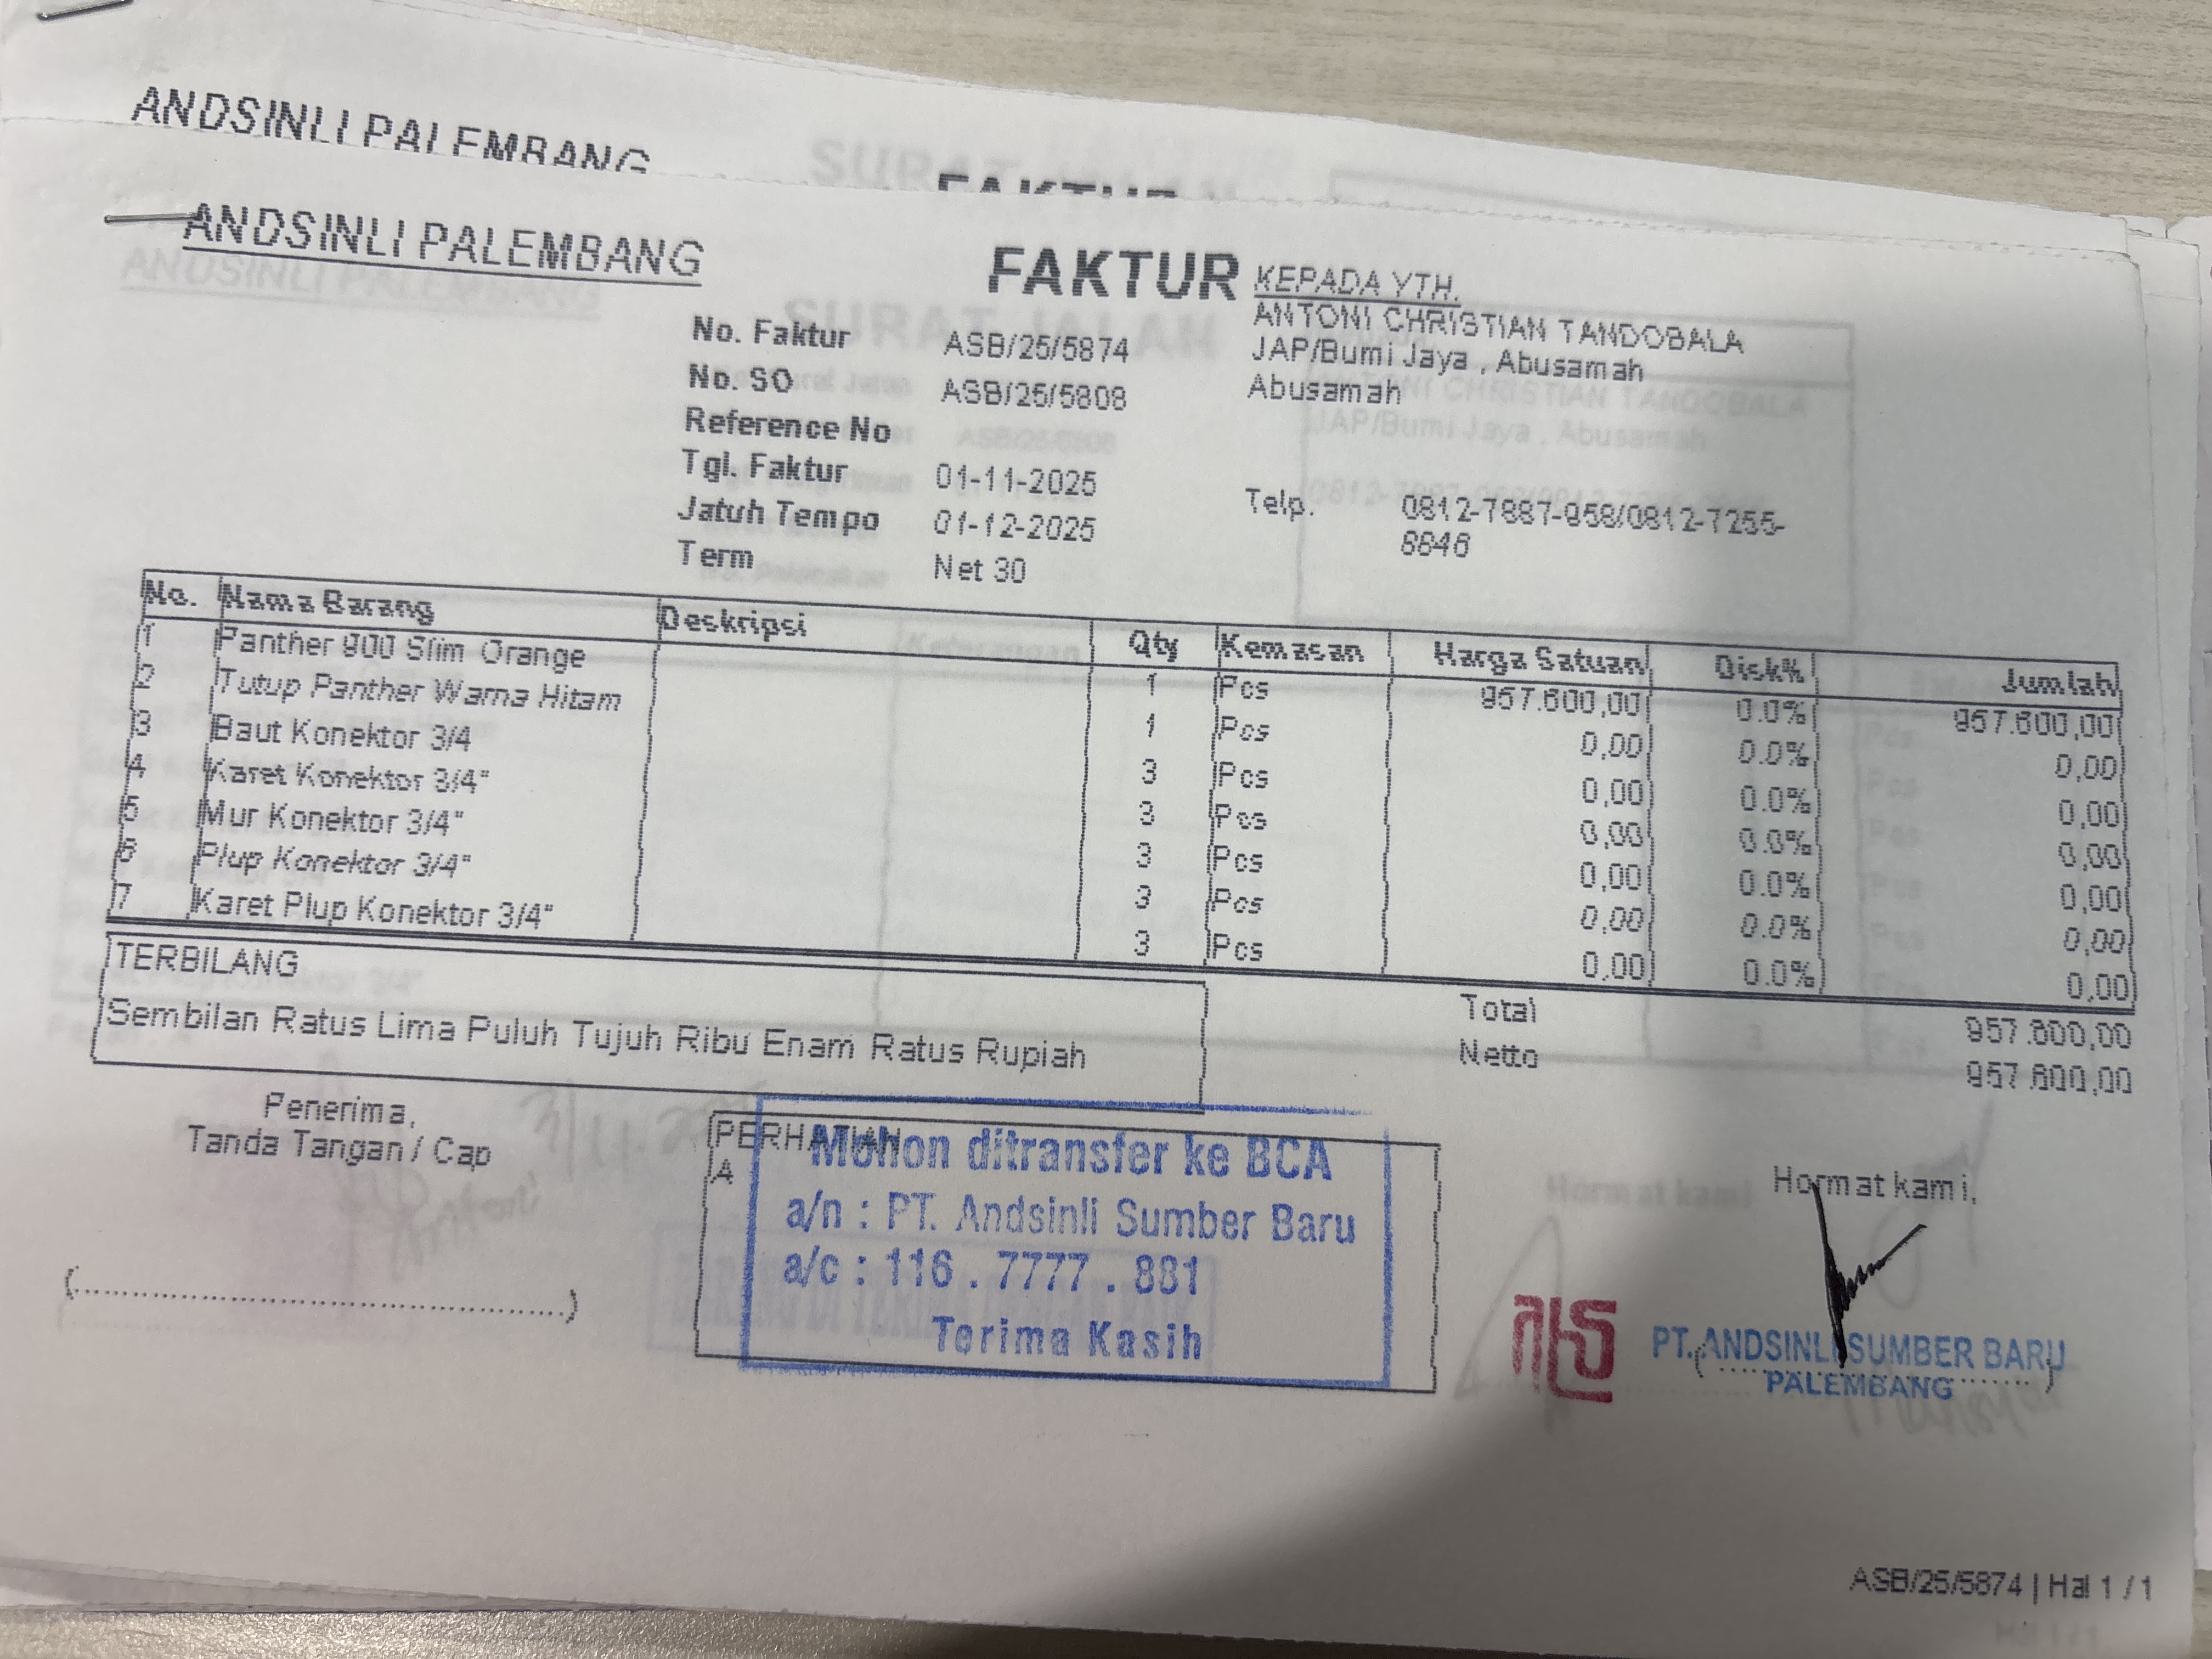 ANDSINLI PALEMBANG
FAKTUR
ANDSINLI PALEMBANG
FAKTUR
No. Faktur ASB/25/5874
No. SO ASB/25/5808
Reference No
Tgl. Faktur 01-11-2025
Jatuh Tempo 01-12-2025
Term Net 30
KEPADA YTH.
ANTONI CHRISTIAN TANDOBALA
JAP/Bumi Jaya , Abusamah
Abusamah
Telp. 0812-7887-958/0812-7255-
8846
No. Nama Barang Deskripsi Qty Kemasan Harga Satuan Disk% Jumlah
1 Panther 900 Slim Orange 1 Pcs 957.600,00 0.0% 957.600,00
2 Tutup Panther Warna Hitam 1 Pcs 0,00 0.0% 0,00
3 Baut Konektor 3/4 3 Pcs 0,00 0.0% 0,00
4 Karet Konektor 3/4" 3 Pcs 0,00 0.0% 0,00
5 Mur Konektor 3/4" 3 Pcs 0,00 0.0% 0,00
6 Plup Konektor 3/4" 3 Pcs 0,00 0.0% 0,00
7 Karet Plup Konektor 3/4" 3 Pcs 0,00 0.0% 0,00
TERBILANG
Sembilan Ratus Lima Puluh Tujuh Ribu Enam Ratus Rupiah
Total 957.600,00
Netto 957.600,00
Penerima,
Tanda Tangan / Cap
PERHATIAN
A
Mohon ditransfer ke BCA
a/n : PT. Andsinli Sumber Baru
a/c : 116 . 7777 . 881
Terima Kasih
Hormat kami,
PT. ANDSINLI SUMBER BARU
PALEMBANG
ASB/25/5874 | Hal 1 / 1